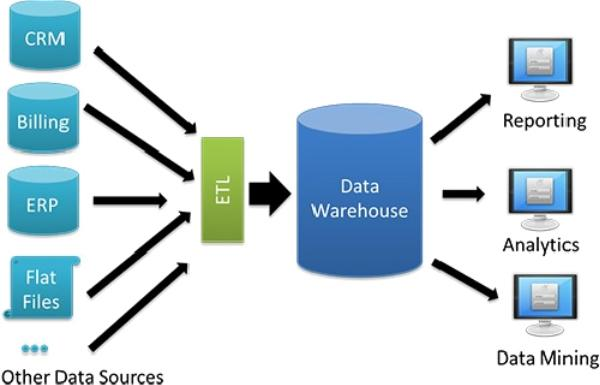 CRM
Billing
ERP
Flat
Files
Other Data Sources
ETL
Data
Warehouse
Reporting
Analytics
Data Mining